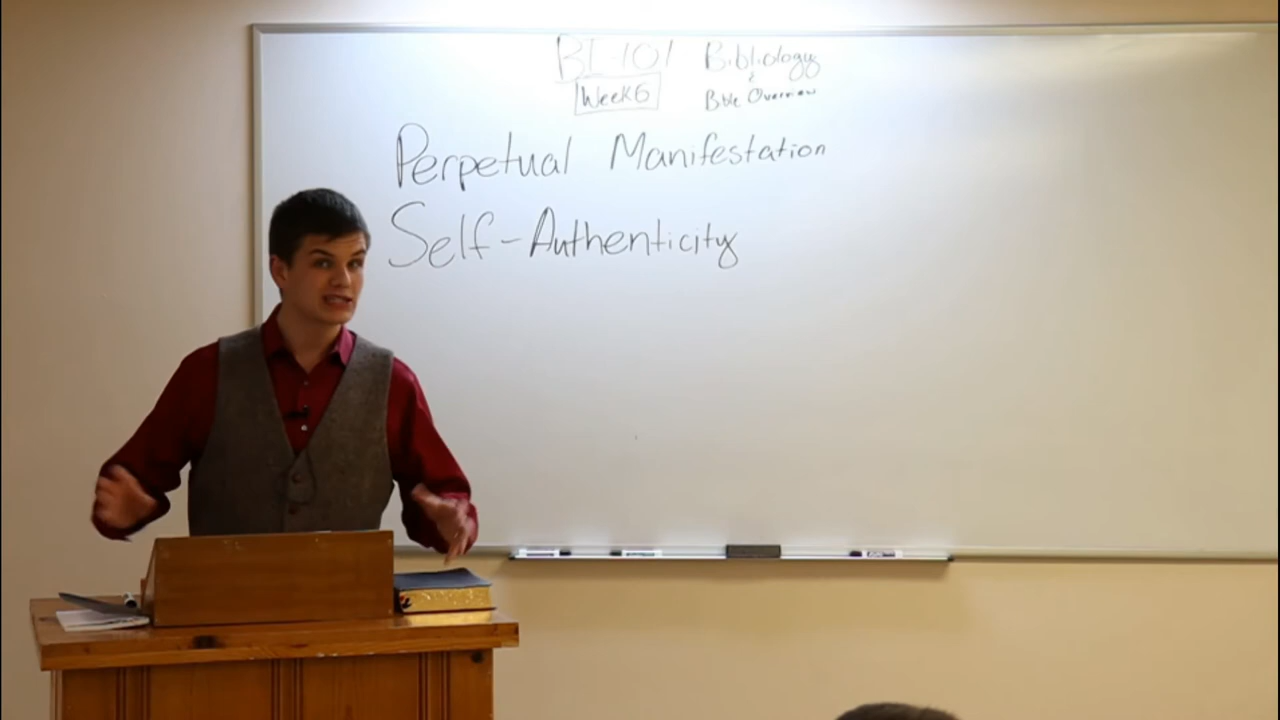 BI-101 Bibliology
&
Week 6 Bible Overview
Perpetual Manifestation
Self-Authenticity